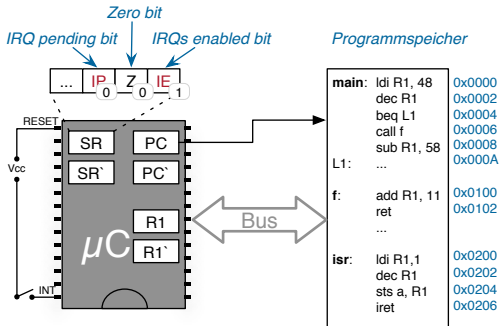 Zero bit
IRQ pending bit
IRQs enabled bit
Programmspeicher
... IP Z IE
0 0 1
RESET
Vcc
INT
SR PC
SR` PC`
R1
R1`
µC
Bus
main: ldi R1, 48 0x0000
dec R1 0x0002
beq L1 0x0004
call f 0x0006
sub R1, 58 0x0008
L1: ... 0x000A
f: add R1, 11 0x0100
ret 0x0102
...
isr: ldi R1,1 0x0200
dec R1 0x0202
sts a, R1 0x0204
iret 0x0206